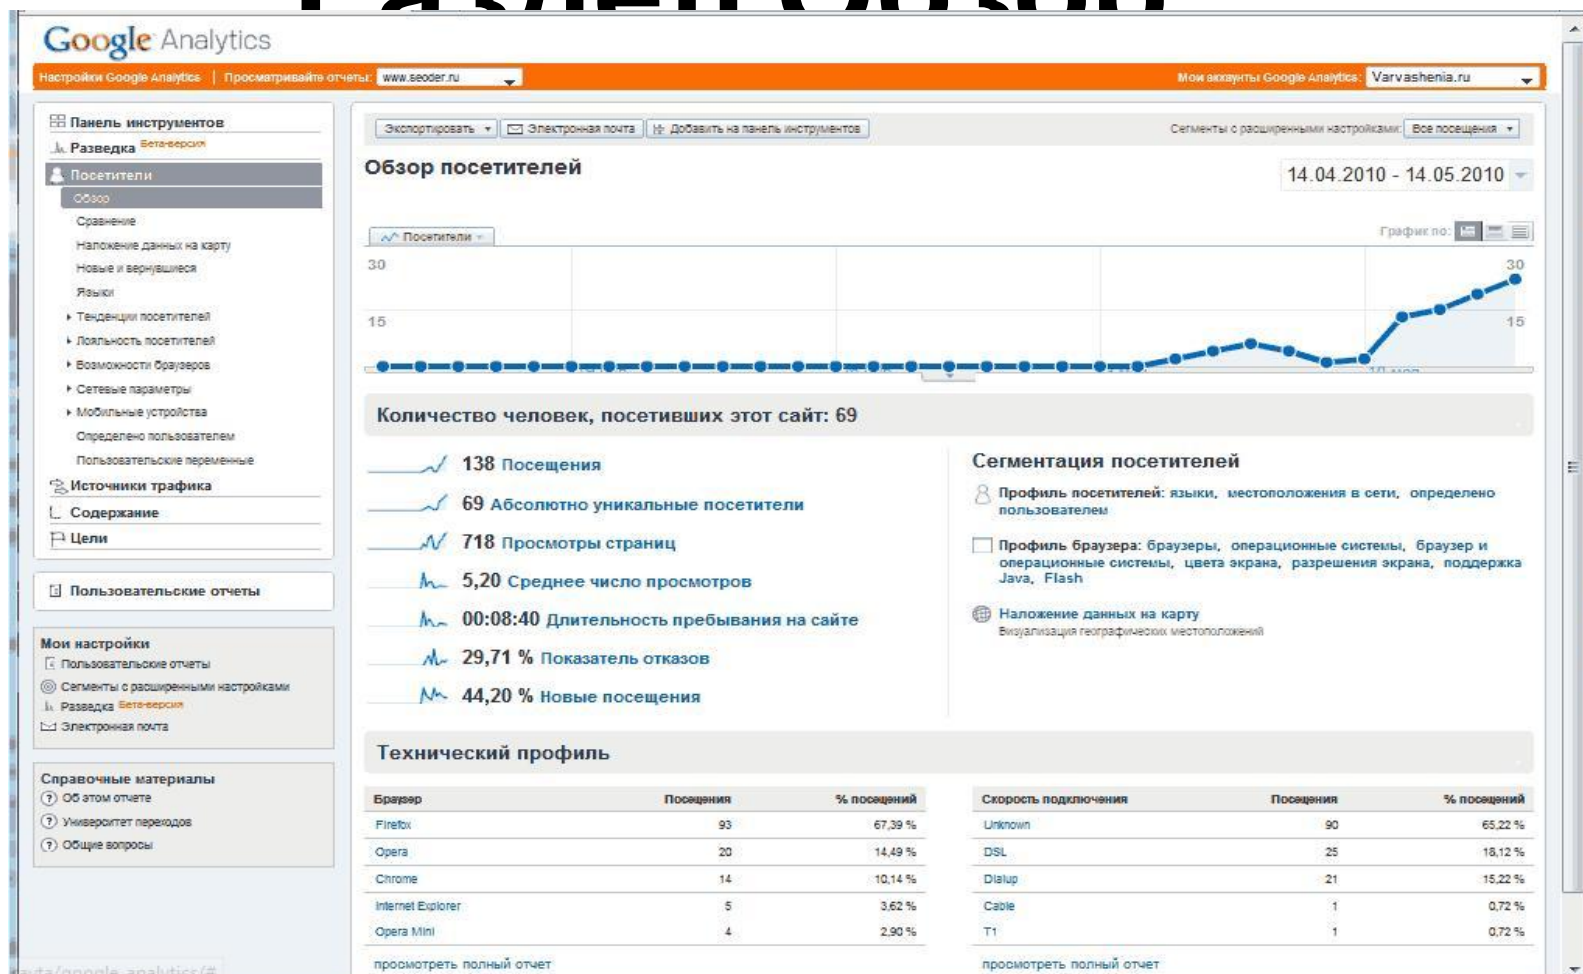 Раздел Обзор
Google Analytics
Настройки Google Analytics | Просматривайте отчеты: www.seoder.ru
Мои аккаунты Google Analytics: Varvashenia.ru
Панель инструментов
Разведка Бета-версия
Посетители
Обзор
Сравнение
Наложение данных на карту
Новые и вернувшиеся
Языки
Тенденции посетителей
Лояльность посетителей
Возможности браузеров
Сетевые параметры
Мобильные устройства
Определено пользователем
Пользовательские переменные
Источники трафика
Содержание
Цели
Пользовательские отчеты
Мои настройки
Пользовательские отчеты
Сегменты с расширенными настройками
Разведка Бета-версия
Электронная почта
Справочные материалы
Об этом отчете
Университет переходов
Общие вопросы
Экспортировать Электронная почта Добавить на панель инструментов
Сегменты с расширенными настройками: Все посещения
Обзор посетителей
14.04.2010 - 14.05.2010
Посетители
График по:
30 30
15 15
Количество человек, посетивших этот сайт: 69
138 Посещения
69 Абсолютно уникальные посетители
718 Просмотры страниц
5,20 Среднее число просмотров
00:08:40 Длительность пребывания на сайте
29,71 % Показатель отказов
44,20 % Новые посещения
Сегментация посетителей
Профиль посетителей: языки, местоположения в сети, определено
пользователем
Профиль браузера: браузеры, операционные системы, браузер и
операционные системы, цвета экрана, разрешения экрана, поддержка
Java, Flash
Наложение данных на карту
Визуализация географических местоположений
Технический профиль
Браузер Посещения % посещений
Firefox 93 67,39 %
Opera 20 14,49 %
Chrome 14 10,14 %
Internet Explorer 5 3,62 %
Opera Mini 4 2,90 %
просмотреть полный отчет
Скорость подключения Посещения % посещений
Unknown 90 65,22 %
DSL 25 18,12 %
Dialup 21 15,22 %
Cable 1 0,72 %
T1 1 0,72 %
просмотреть полный отчет